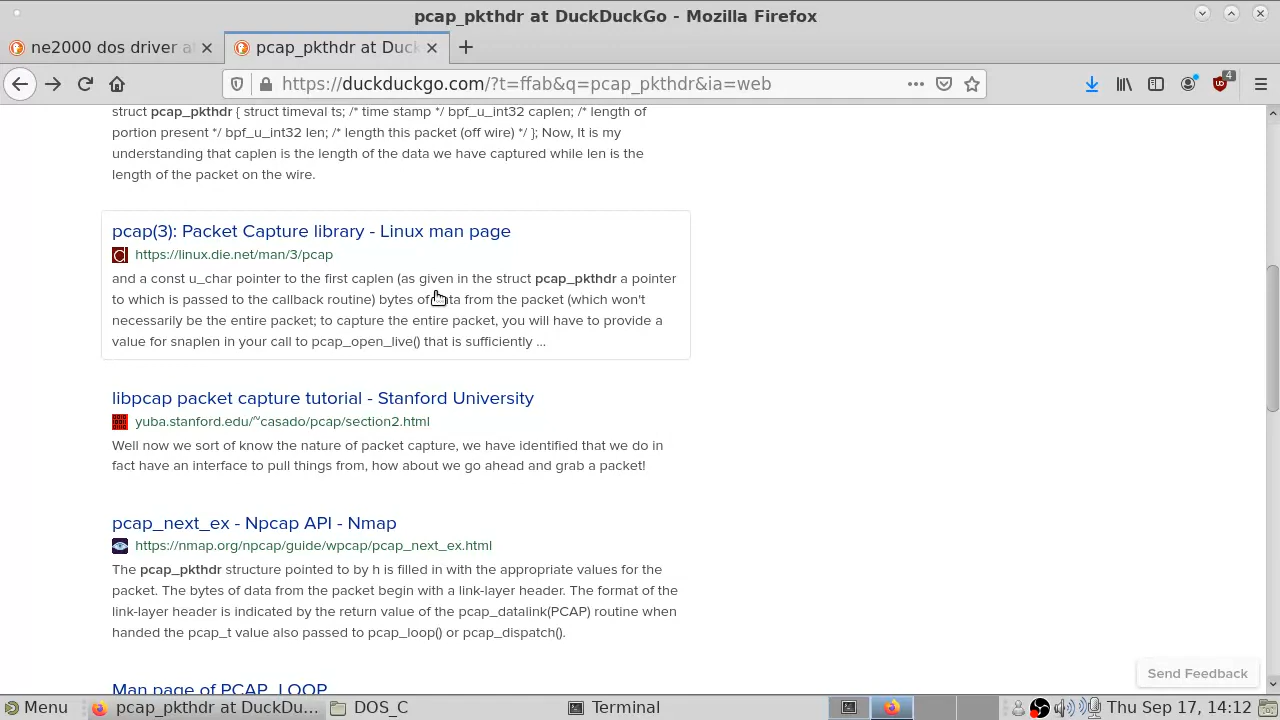 pcap_pkthdr at DuckDuckGo - Mozilla Firefox
ne2000 dos driver a
pcap_pkthdr at Duck
https://duckduckgo.com/?t=ffab&q=pcap_pkthdr&ia=web
4
struct pcap_pkthdr { struct timeval ts; /* time stamp */ bpf_u_int32 caplen; /* length of
portion present */ bpf_u_int32 len; /* length this packet (off wire) */ }; Now, It is my
understanding that caplen is the length of the data we have captured while len is the
length of the packet on the wire.
pcap(3): Packet Capture library - Linux man page
https://linux.die.net/man/3/pcap
and a const u_char pointer to the first caplen (as given in the struct pcap_pkthdr a pointer
to which is passed to the callback routine) bytes of data from the packet (which won't
necessarily be the entire packet; to capture the entire packet, you will have to provide a
value for snaplen in your call to pcap_open_live() that is sufficiently ...
libpcap packet capture tutorial - Stanford University
yuba.stanford.edu/~casado/pcap/section2.html
Well now we sort of know the nature of packet capture, we have identified that we do in
fact have an interface to pull things from, how about we go ahead and grab a packet!
pcap_next_ex - Npcap API - Nmap
https://nmap.org/npcap/guide/wpcap/pcap_next_ex.html
The pcap_pkthdr structure pointed to by h is filled in with the appropriate values for the
packet. The bytes of data from the packet begin with a link-layer header. The format of the
link-layer header is indicated by the return value of the pcap_datalink(PCAP) routine when
handed the pcap_t value also passed to pcap_loop() or pcap_dispatch().
Man page of PCAP_LOOP
Send Feedback
Menu
pcap_pkthdr at DuckDu...
DOS_C
Terminal
Thu Sep 17, 14:12